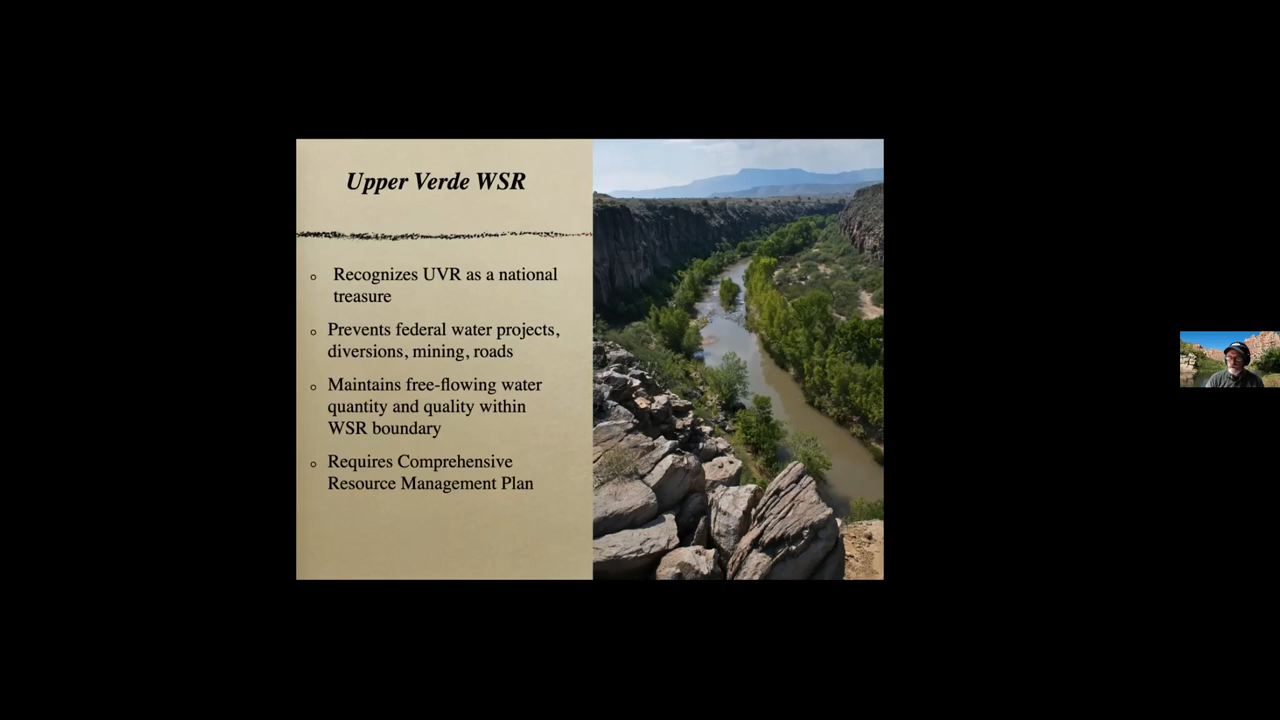 Upper Verde WSR
Recognizes UVR as a national
treasure
Prevents federal water projects,
diversions, mining, roads
Maintains free-flowing water
quantity and quality within
WSR boundary
Requires Comprehensive
Resource Management Plan